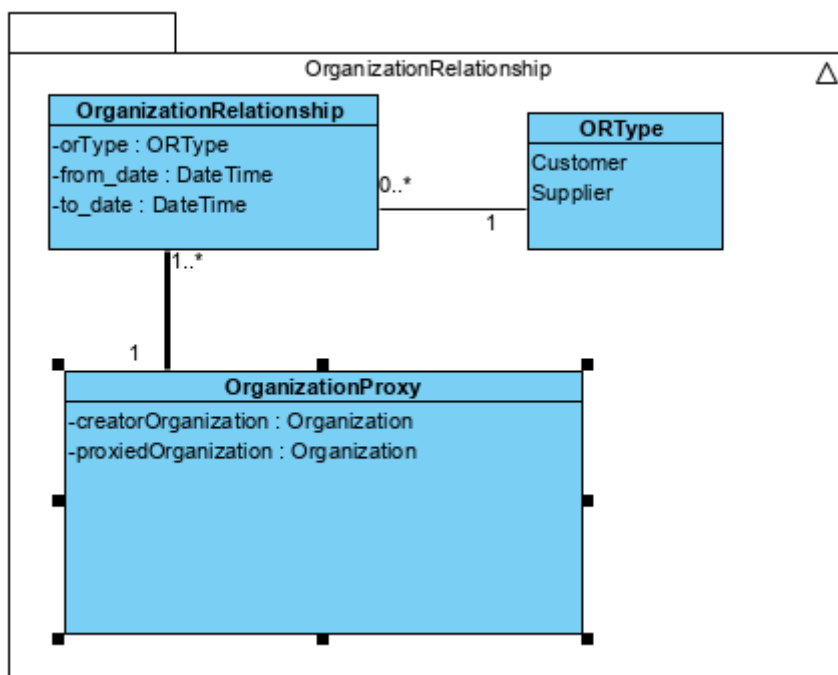 OrganizationRelationship
OrganizationRelationship
-orType : ORType
-from_date : DateTime
-to_date : DateTime
ORType
Customer
Supplier
0..*
1
1..*
1
OrganizationProxy
-creatorOrganization : Organization
-proxiedOrganization : Organization